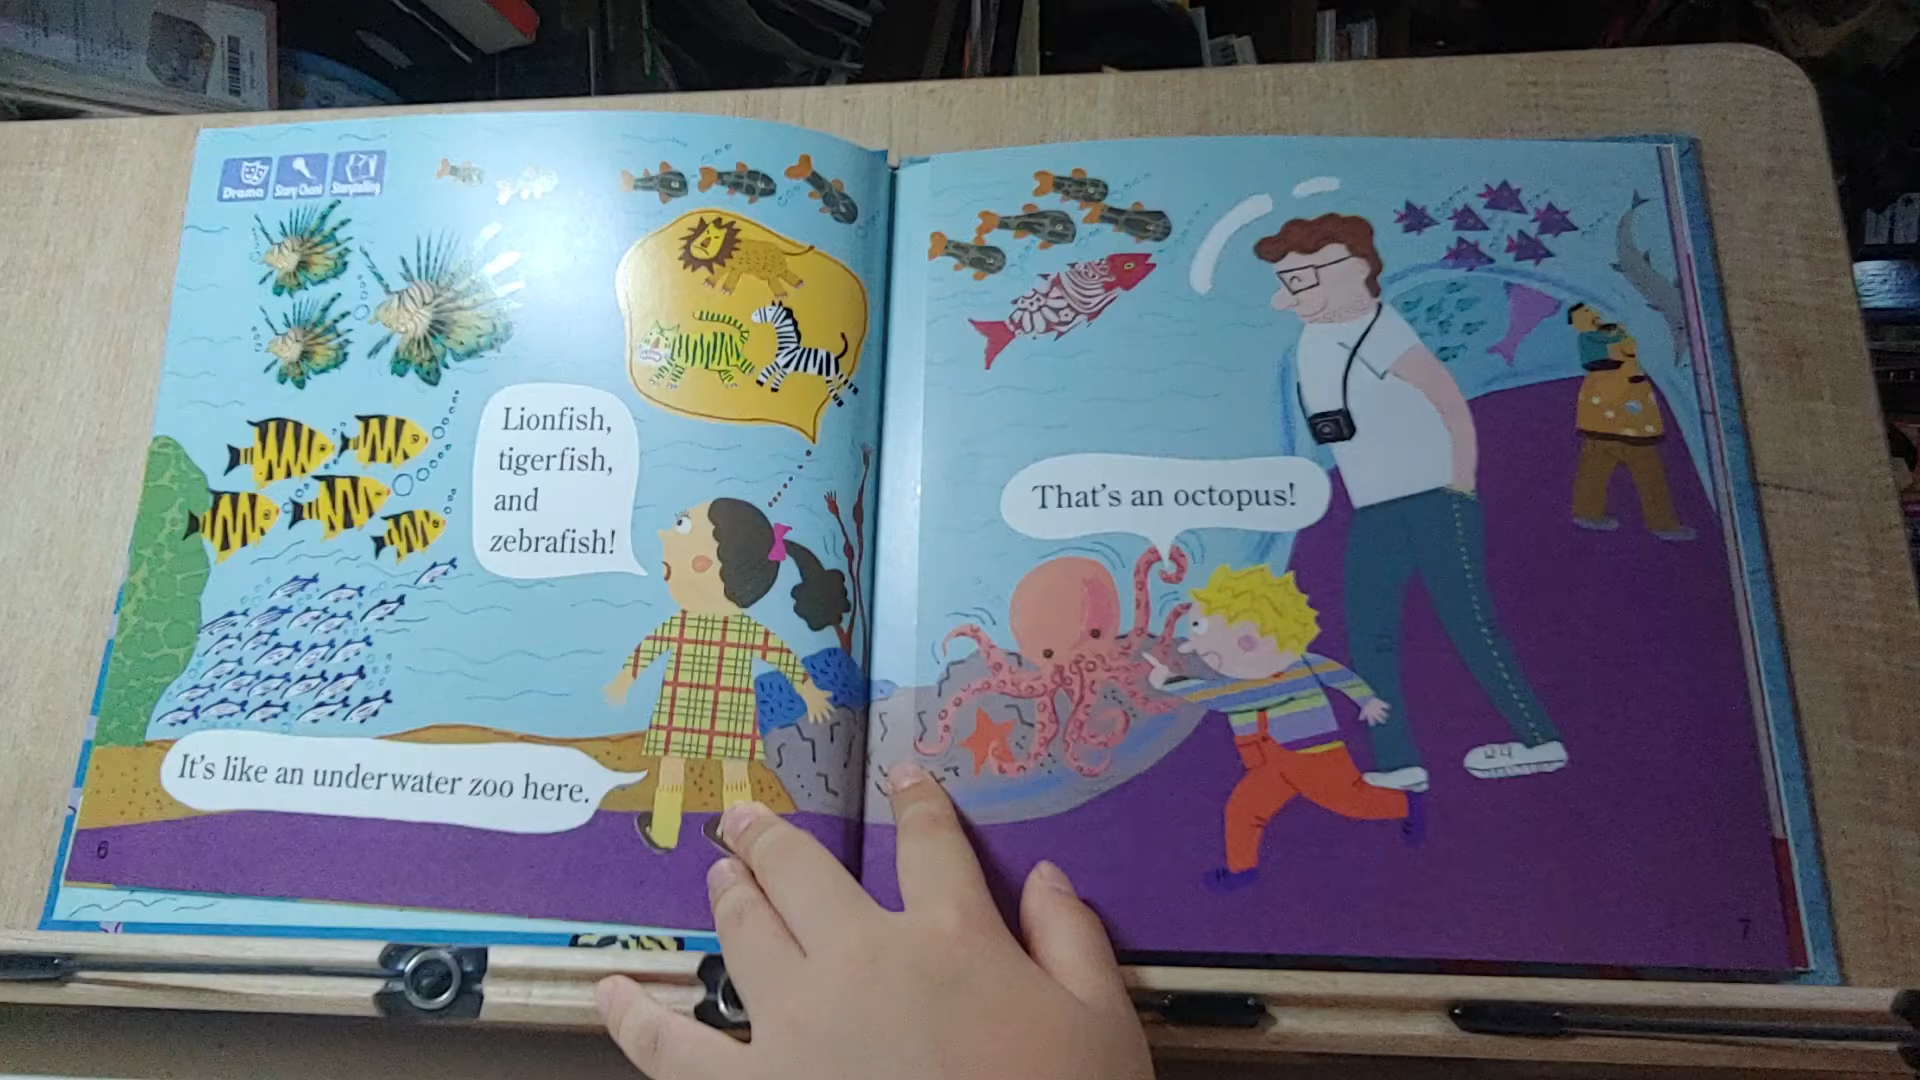 Drama
Story Chant
Storytelling
Lionfish,
tigerfish,
and
zebrafish!
It's like an underwater zoo here.
6
That's an octopus!
7